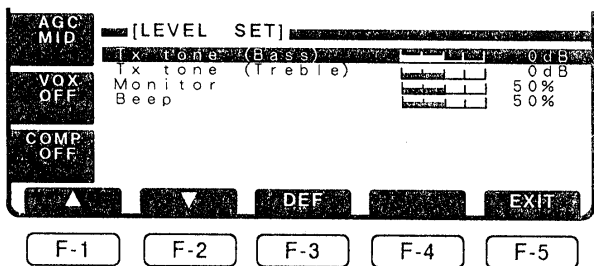 AGC
MID
[LEVEL SET]
Tx tone (Bass) 0dB
Tx tone (Treble) 0dB
Monitor 50%
Beep 50%
VOX
OFF
COMP
OFF
▲ ▼ DEF EXIT
F-1 F-2 F-3 F-4 F-5